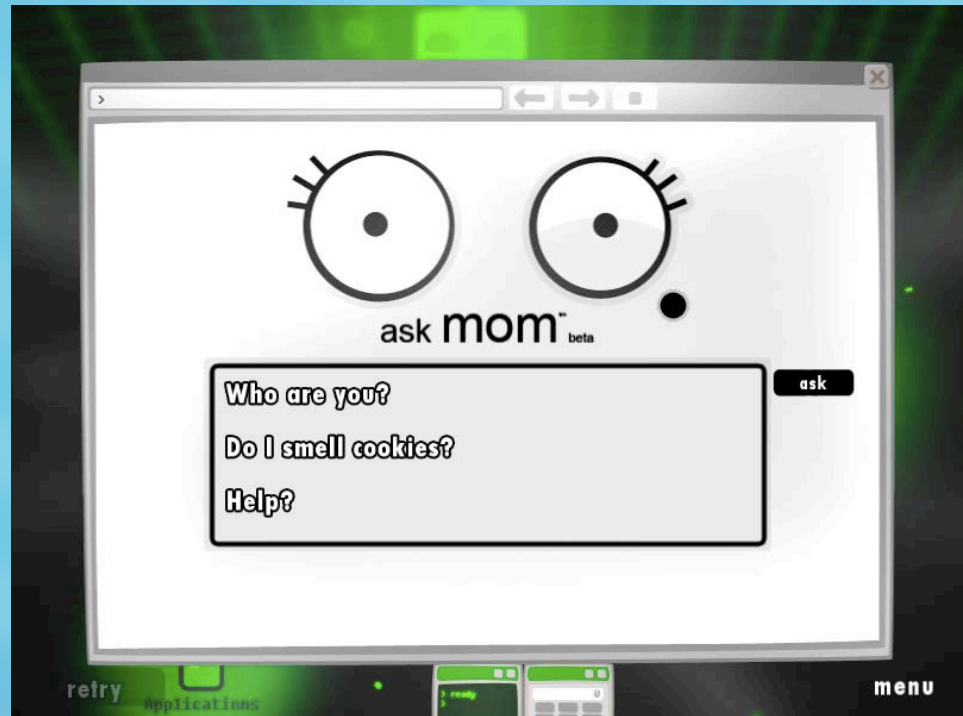 >
ask mom™ beta
Who are you?
ask
Do I smell cookies?
Help?
retry
Applications
> ready
>
0
menu